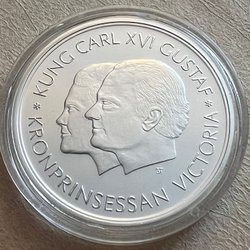 * KUNG CARL XVI GUSTAF *
KRONPRINSESSAN VICTORIA